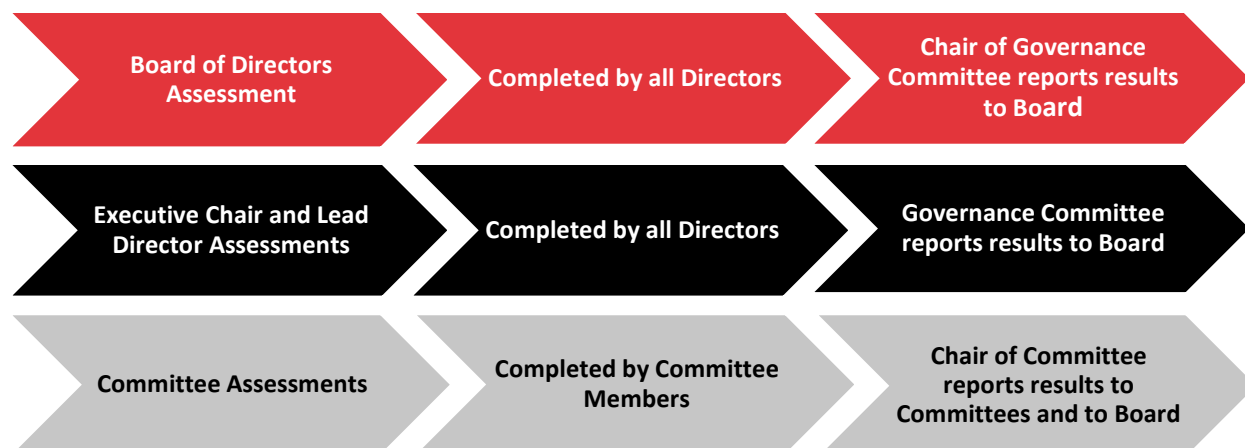 Board of Directors
Assessment
Completed by all Directors
Chair of Governance
Committee reports results
to Board
Executive Chair and Lead
Director Assessments
Completed by all Directors
Governance Committee
reports results to Board
Committee Assessments
Completed by Committee
Members
Chair of Committee
reports results to
Committees and to Board